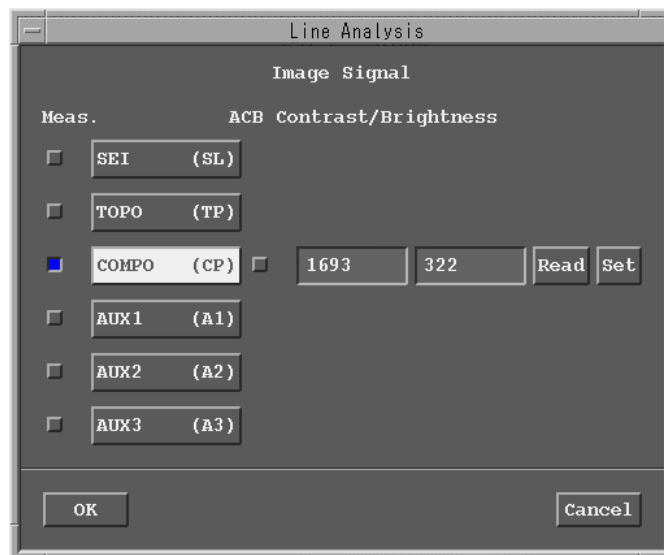 Line Analysis
Image Signal
Meas. ACB Contrast/Brightness
SEI (SL)
TOPO (TP)
COMPO (CP) 1693 322 Read Set
AUX1 (A1)
AUX2 (A2)
AUX3 (A3)
OK Cancel